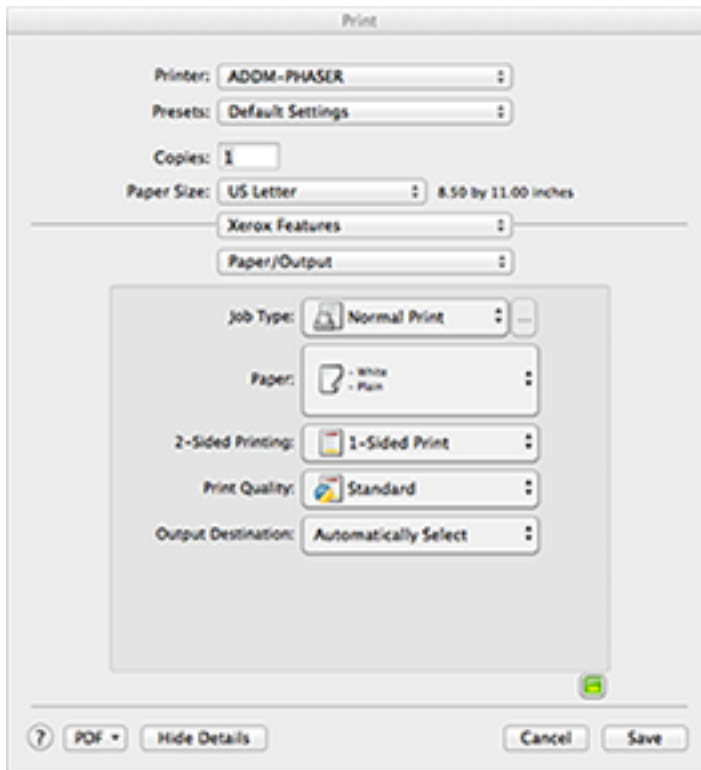 Print
Printer: ADOM-PHASER
Presets: Default Settings
Copies: 1
Paper Size: US Letter 8.50 by 11.00 inches
Xerox Features
Paper/Output
Job Type: Normal Print ...
Paper: - White
- Plain
2-Sided Printing: 1-Sided Print
Print Quality: Standard
Output Destination: Automatically Select
? PDF Hide Details Cancel Save